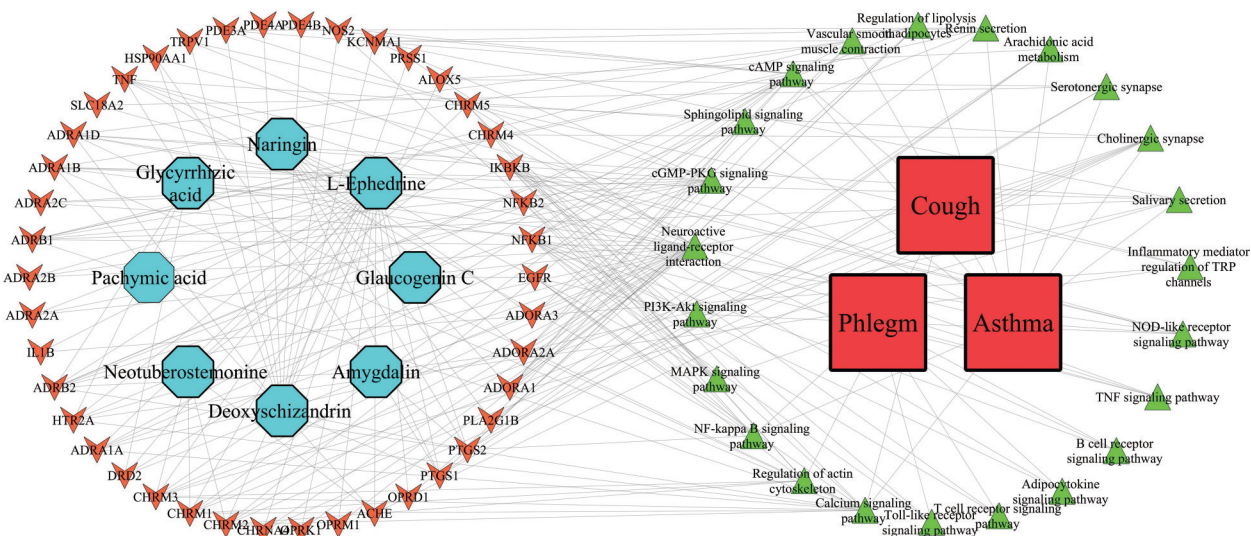 PDE4A
PDE4B
PDE3A
NOS2
TRPV1
KCNMA1
HSP90AA1
PRSS1
TNF
ALOX5
SLC18A2
CHRM5
ADRA1D
CHRM4
ADRA1B
IKBKB
ADRA2C
NFKB2
ADRB1
NFKB1
ADRA2B
EGFR
ADRA2A
ADORA3
IL1B
ADORA2A
ADRB2
ADORA1
HTR2A
PLA2G1B
ADRA1A
PTGS2
DRD2
PTGS1
CHRM3
OPRD1
CHRM1
ACHE
CHRM2
OPRM1
CHRNA4
OPRK1
Naringin
Glycyrrhizic
acid
L-Ephedrine
Pachymic acid
Glaucogenin C
Neotuberostemonine
Amygdalin
Deoxyschizandrin
Regulation of lipolysis
in adipocytes
Renin secretion
Vascular smooth
muscle contraction
Arachidonic acid
metabolism
cAMP signaling
pathway
Serotonergic synapse
Sphingolipid signaling
pathway
Cholinergic synapse
cGMP-PKG signaling
pathway
Salivary secretion
Neuroactive
ligand-receptor
interaction
Inflammatory mediator
regulation of TRP
channels
PI3K-Akt signaling
pathway
NOD-like receptor
signaling pathway
MAPK signaling
pathway
TNF signaling pathway
NF-kappa B signaling
pathway
B cell receptor
signaling pathway
Regulation of actin
cytoskeleton
Adipocytokine
signaling pathway
Calcium signaling
pathway
Toll-like receptor
signaling pathway
T cell receptor signaling
pathway
Cough
Phlegm
Asthma